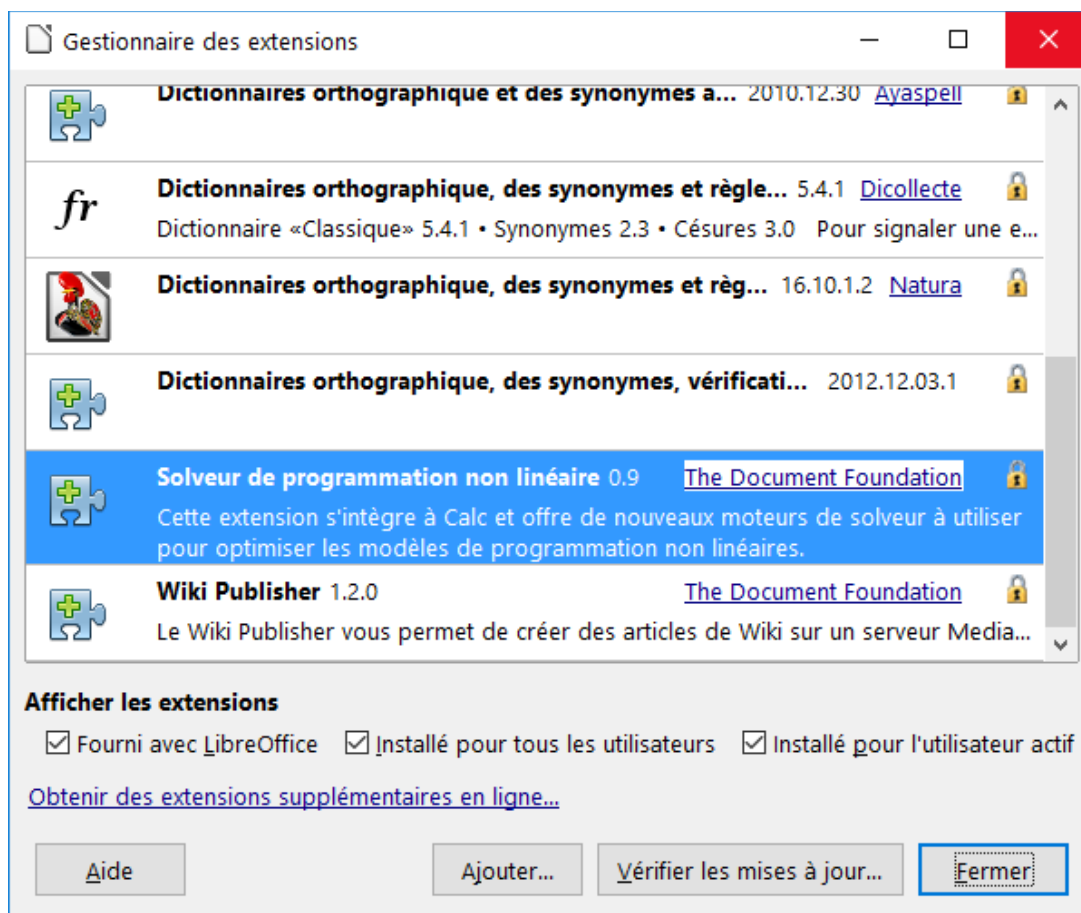 Gestionnaire des extensions
Dictionnaires orthographique et des synonymes a... 2010.12.30 Ayaspell
fr
Dictionnaires orthographique, des synonymes et règle... 5.4.1 Dicollecte
Dictionnaire «Classique» 5.4.1 • Synonymes 2.3 • Césures 3.0 Pour signaler une e...
Dictionnaires orthographique, des synonymes et règ... 16.10.1.2 Natura
Dictionnaires orthographique, des synonymes, vérificati... 2012.12.03.1
Solveur de programmation non linéaire 0.9 The Document Foundation
Cette extension s'intègre à Calc et offre de nouveaux moteurs de solveur à utiliser
pour optimiser les modèles de programmation non linéaires.
Wiki Publisher 1.2.0 The Document Foundation
Le Wiki Publisher vous permet de créer des articles de Wiki sur un serveur Media...
Afficher les extensions
Fourni avec LibreOffice Installé pour tous les utilisateurs Installé pour l'utilisateur actif
Obtenir des extensions supplémentaires en ligne...
Aide Ajouter... Vérifier les mises à jour... Fermer